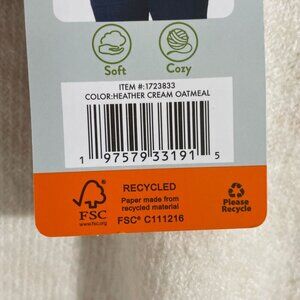 Soft Cozy
ITEM #:1723833
COLOR:HEATHER CREAM OATMEAL
1 97579 33191 5
FSC
www.fsc.org
RECYCLED
Paper made from
recycled material
FSC® C111216
Please
Recycle